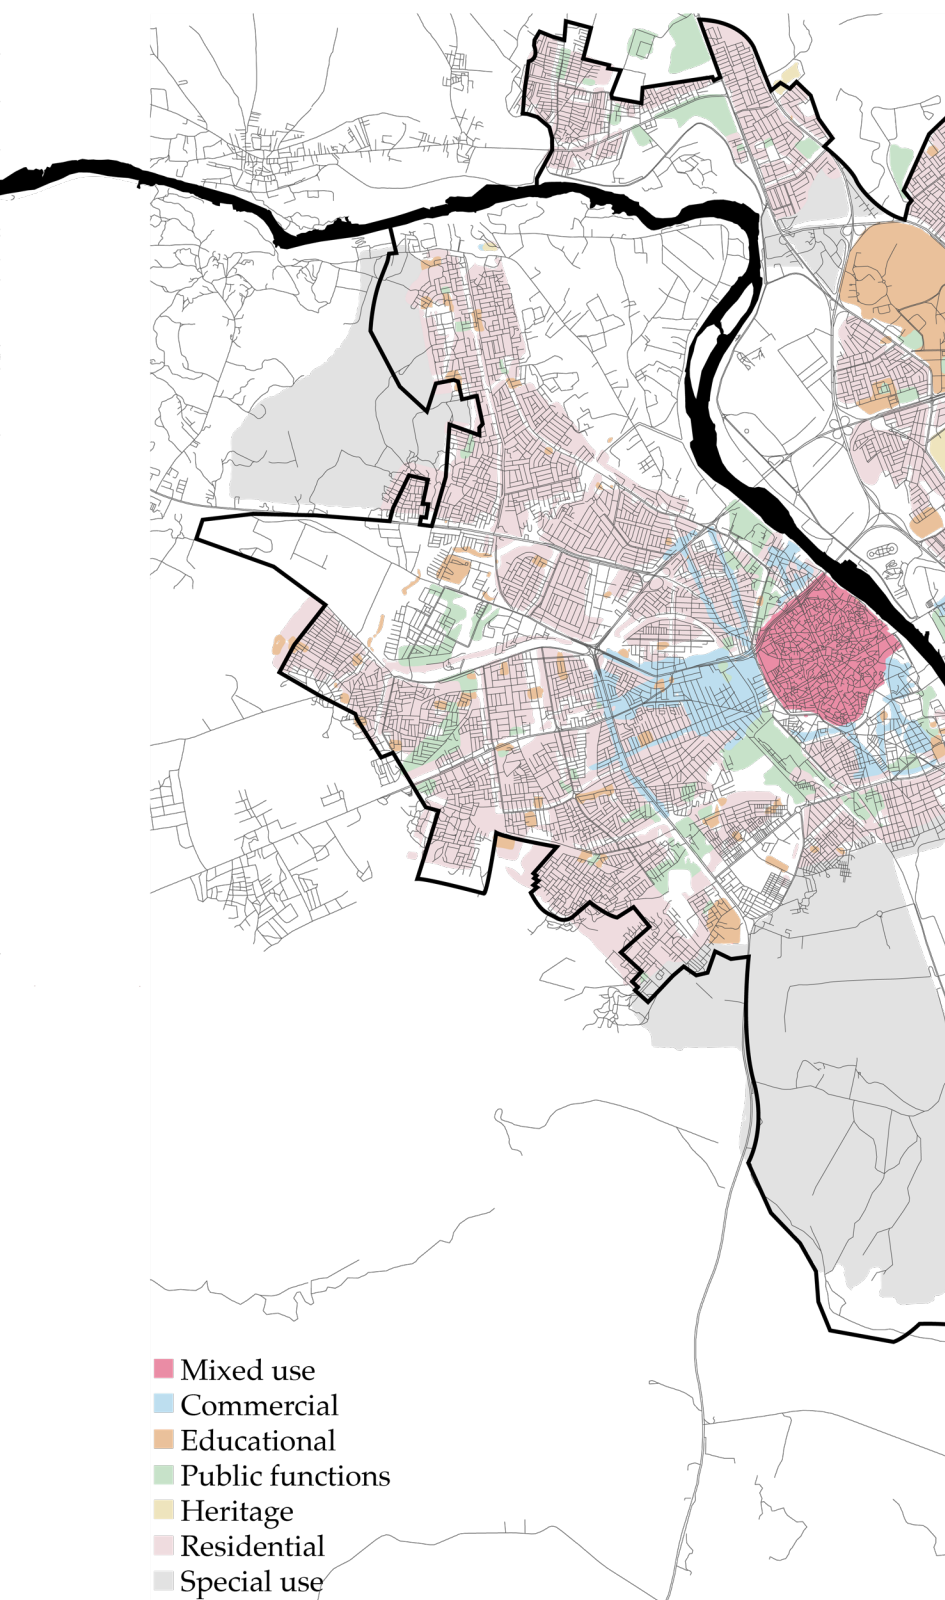 Mixed use
Commercial
Educational
Public functions
Heritage
Residential
Special use